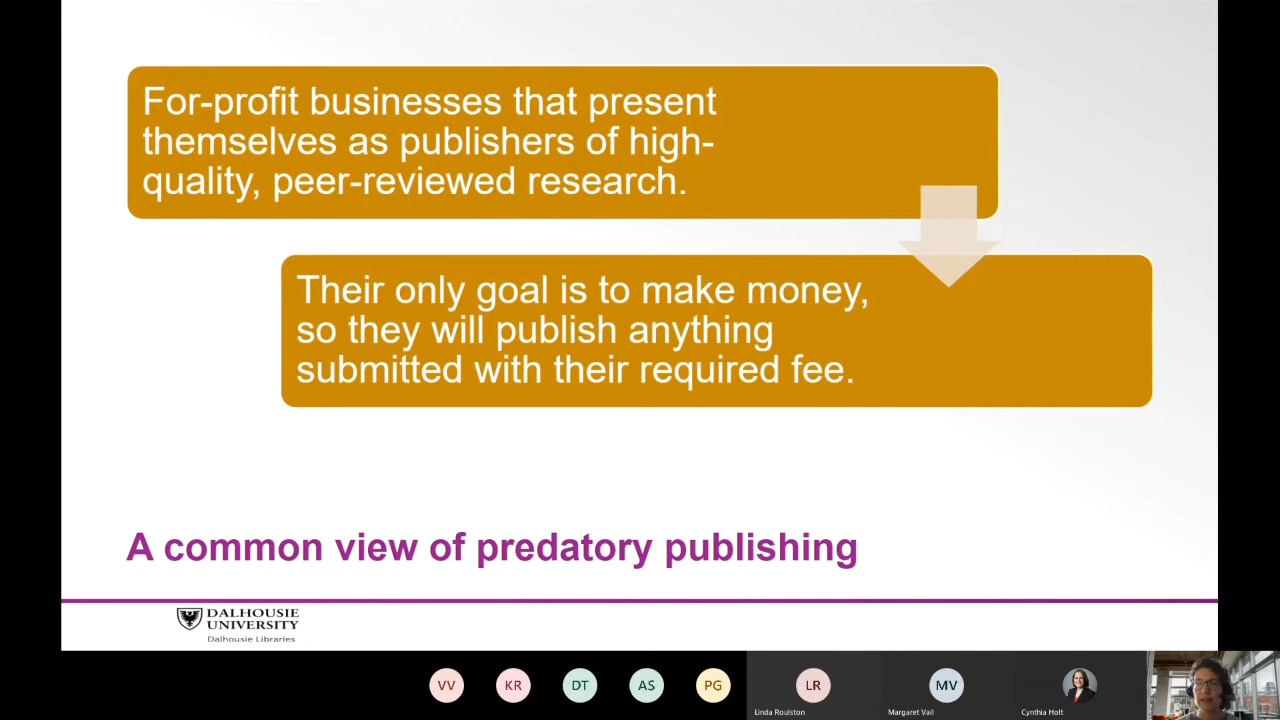 For-profit businesses that present
themselves as publishers of high-
quality, peer-reviewed research.
Their only goal is to make money,
so they will publish anything
submitted with their required fee.
A common view of predatory publishing
DALHOUSIE
UNIVERSITY
Dalhousie Libraries
VV
KR
DT
AS
PG
LR
MV
Linda Roulston
Margaret Vail
Cynthia Holt